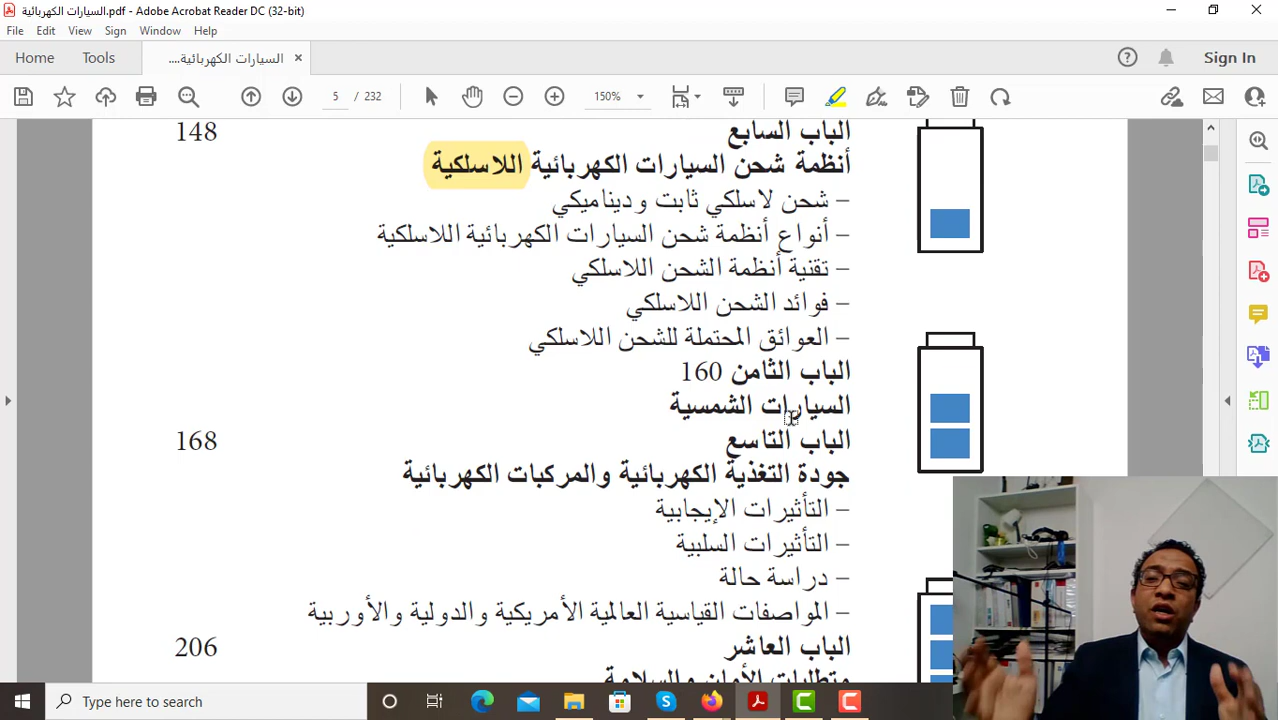 السيارات الكهربائية.pdf - Adobe Acrobat Reader DC (32-bit)
File Edit View Sign Window Help
Home Tools السيارات الكهربائية.... × Sign In
5 / 232 150%
الباب السابع 148
أنظمة شحن السيارات الكهربائية اللاسلكية
– شحن لاسلكي ثابت وديناميكي
– أنواع أنظمة شحن السيارات الكهربائية اللاسلكية
– تقنية أنظمة الشحن اللاسلكي
– فوائد الشحن اللاسلكي
– العوائق المحتملة للشحن اللاسلكي
الباب الثامن 160
السيارات الشمسية
الباب التاسع 168
جودة التغذية الكهربائية والمركبات الكهربائية
– التأثيرات الإيجابية
– التأثيرات السلبية
– دراسة حالة
– المواصفات القياسية العالمية الأمريكية والدولية والأوربية
الباب العاشر 206
متطلبات الأمان والسلامة
Type here to search